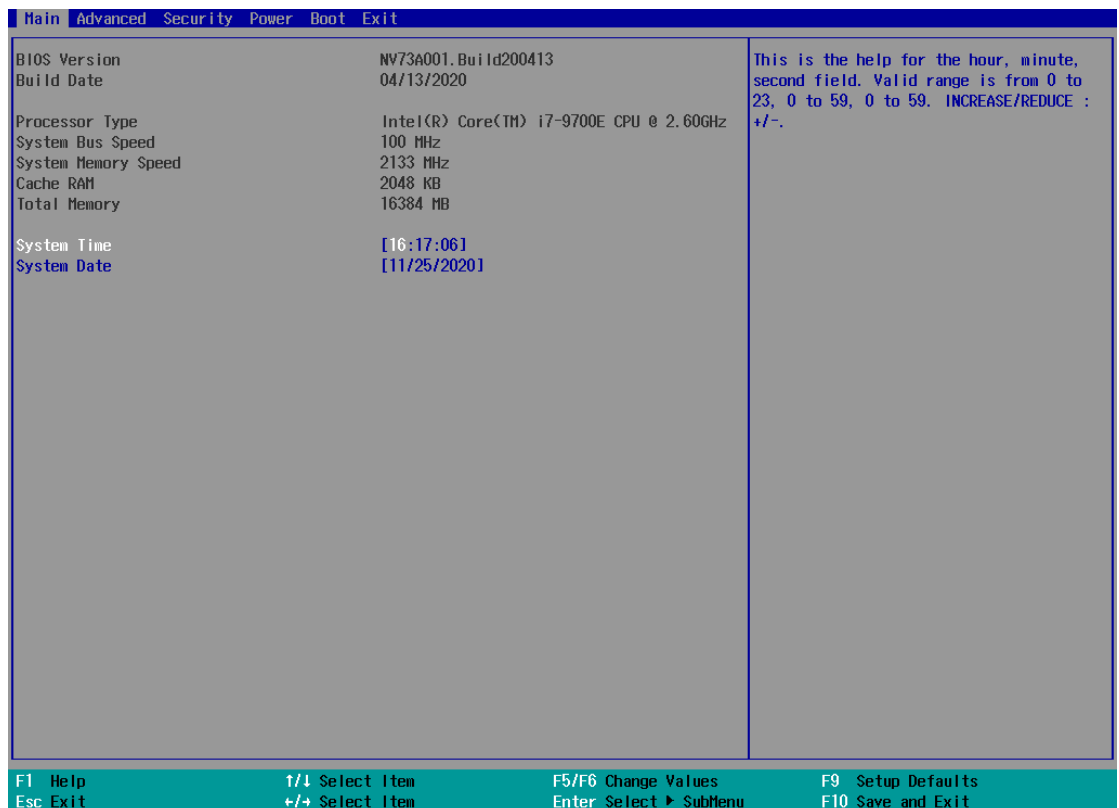 Main Advanced Security Power Boot Exit
BIOS Version NV73A001.Build200413
Build Date 04/13/2020
Processor Type Intel(R) Core(TM) i7-9700E CPU @ 2.60GHz
System Bus Speed 100 MHz
System Memory Speed 2133 MHz
Cache RAM 2048 KB
Total Memory 16384 MB
System Time [16:17:06]
System Date [11/25/2020]
This is the help for the hour, minute,
second field. Valid range is from 0 to
23, 0 to 59, 0 to 59. INCREASE/REDUCE :
+/-.
F1 Help ↑/↓ Select Item F5/F6 Change Values F9 Setup Defaults
Esc Exit ←/→ Select Item Enter Select ▶ SubMenu F10 Save and Exit